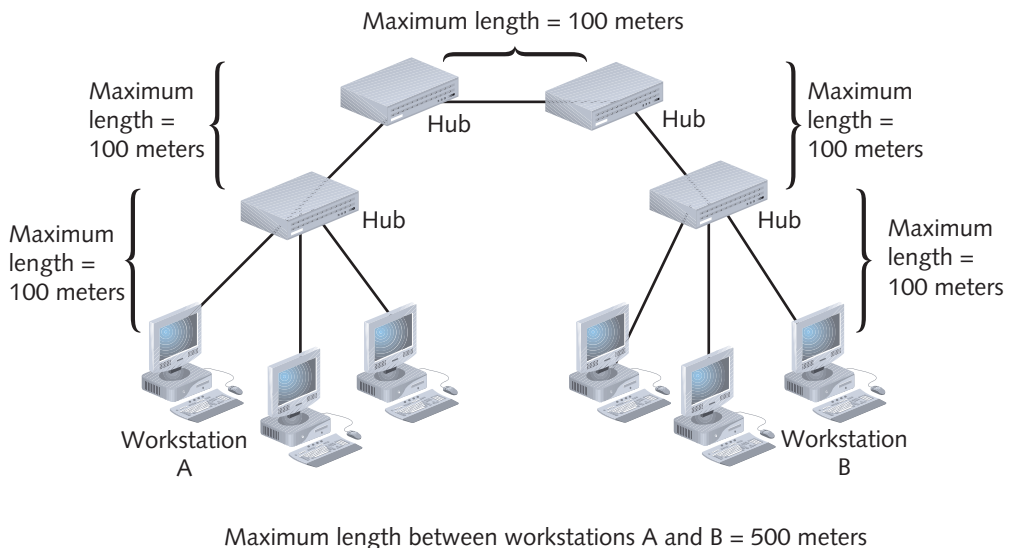 Maximum length = 100 meters
Maximum
length =
100 meters
Hub
Hub
Maximum
length =
100 meters
Maximum
length =
100 meters
Hub
Hub
Maximum
length =
100 meters
Workstation
A
Workstation
B
Maximum length between workstations A and B = 500 meters